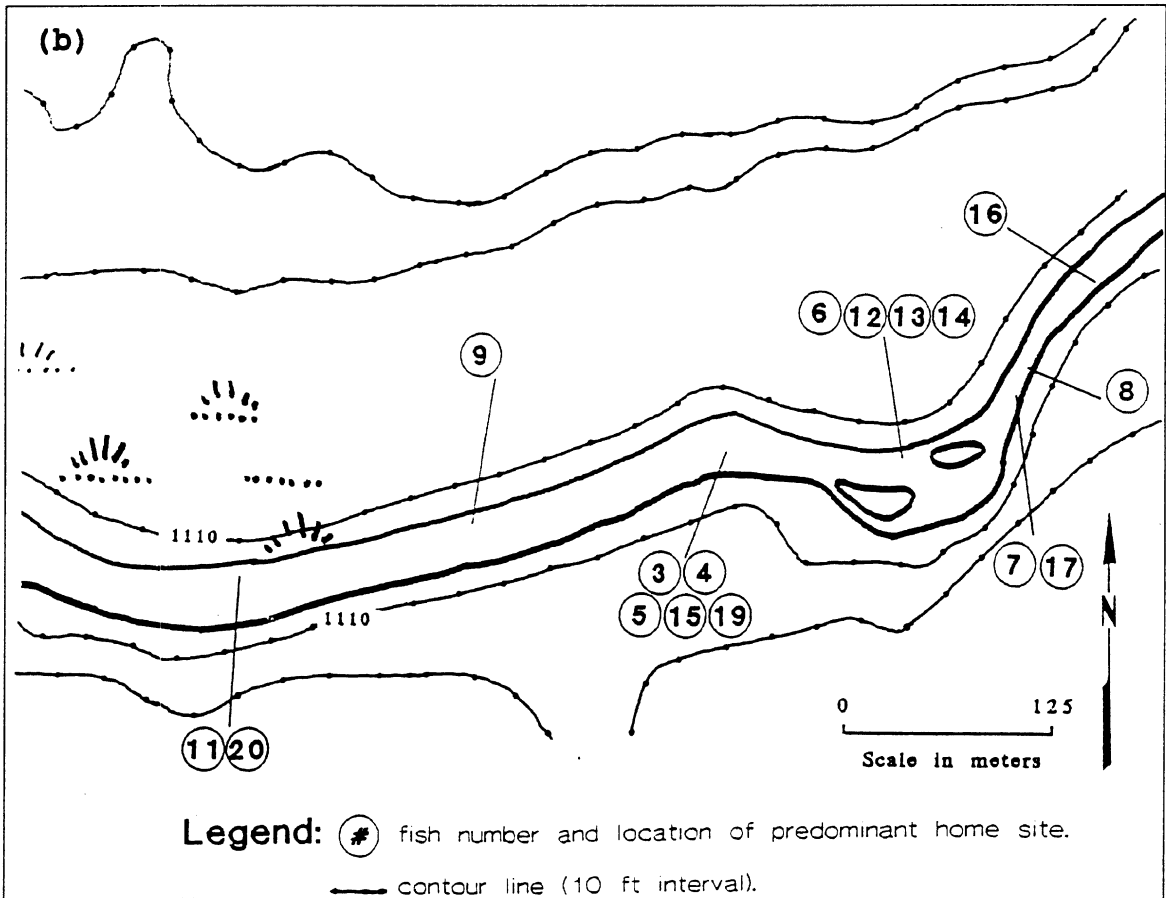 (b)
16
6 12 13 14
9
8
1110
3 4
7 17
5 15 19
1110
N
0 125
11 20
Scale in meters
Legend: # fish number and location of predominant home site.
contour line (10 ft interval).